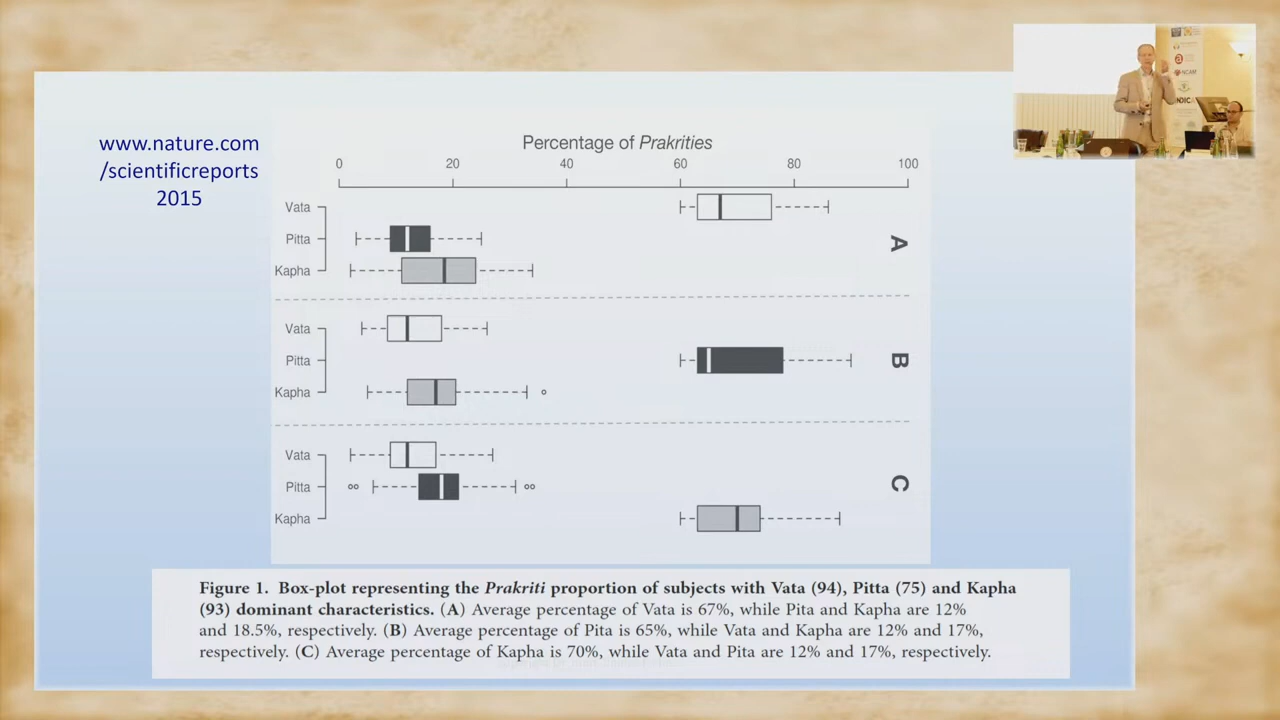 www.nature.com
/scientificreports
2015
Percentage of Prakrities
0 20 40 60 80 100
Vata
Pitta
Kapha
A
Vata
Pitta
Kapha
B
Vata
Pitta
Kapha
C
Figure 1. Box-plot representing the Prakriti proportion of subjects with Vata (94), Pitta (75) and Kapha
(93) dominant characteristics. (A) Average percentage of Vata is 67%, while Pita and Kapha are 12%
and 18.5%, respectively. (B) Average percentage of Pita is 65%, while Vata and Kapha are 12% and 17%,
respectively. (C) Average percentage of Kapha is 70%, while Vata and Pita are 12% and 17%, respectively.